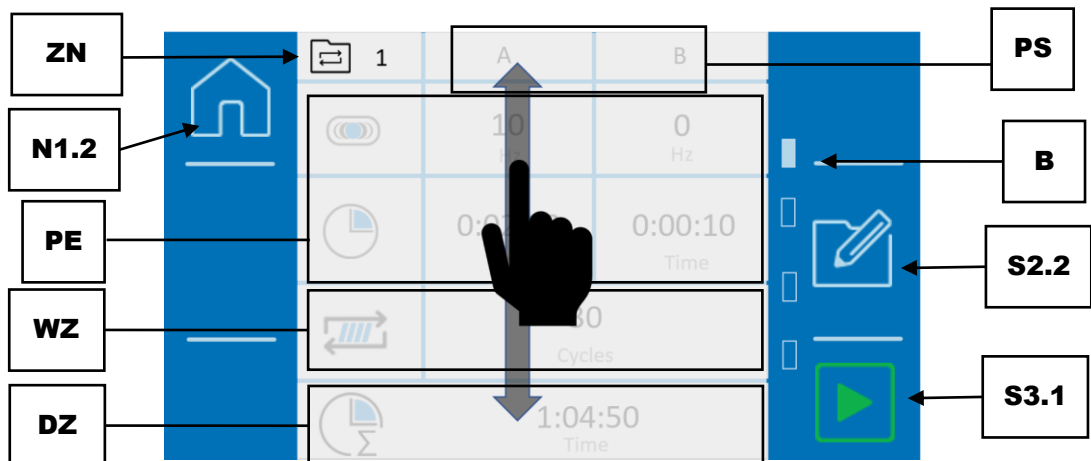 ZN
1
A
B
PS
N1.2
10
Hz
0
Hz
B
PE
0:00:10
Time
S2.2
WZ
Cycles
DZ
1:04:50
Time
S3.1